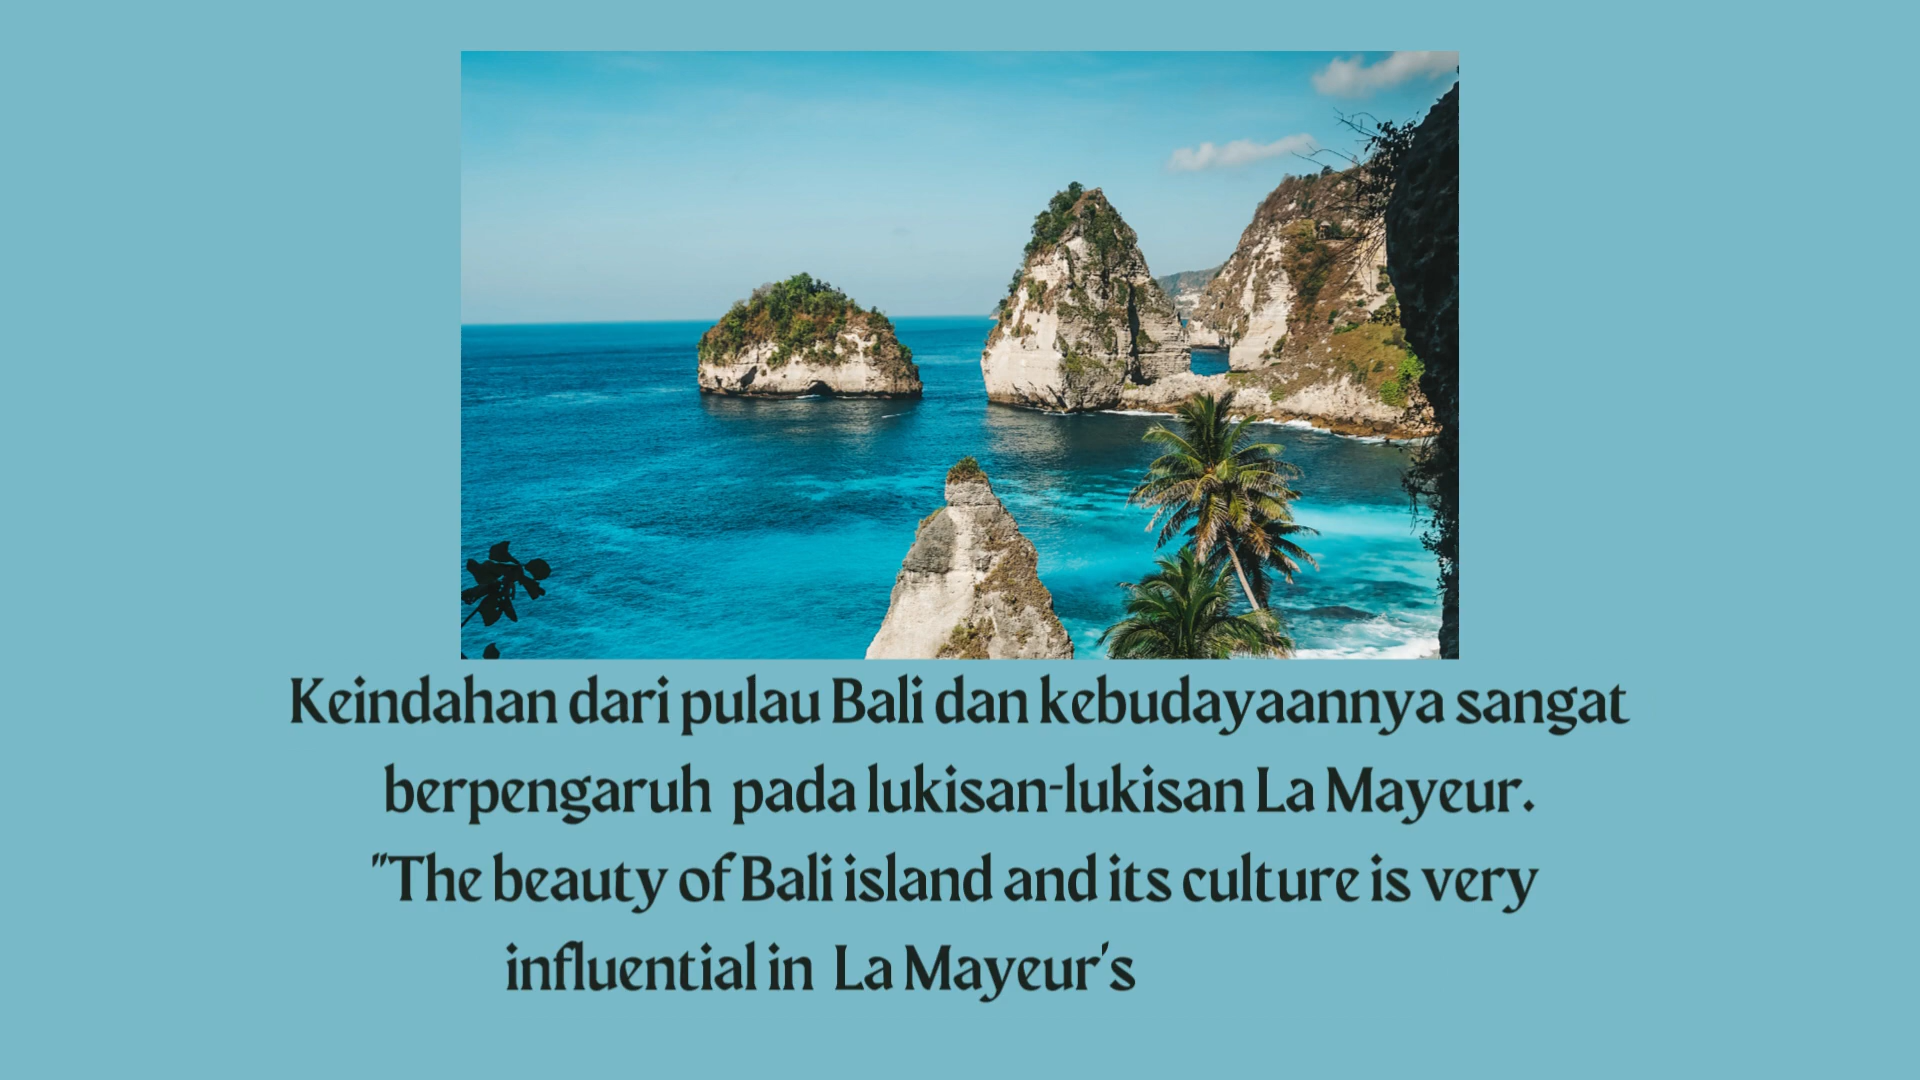 Keindahan dari pulau Bali dan kebudayaannya sangat
berpengaruh pada lukisan-lukisan La Mayeur.
"The beauty of Bali island and its culture is very
influential in La Mayeur's